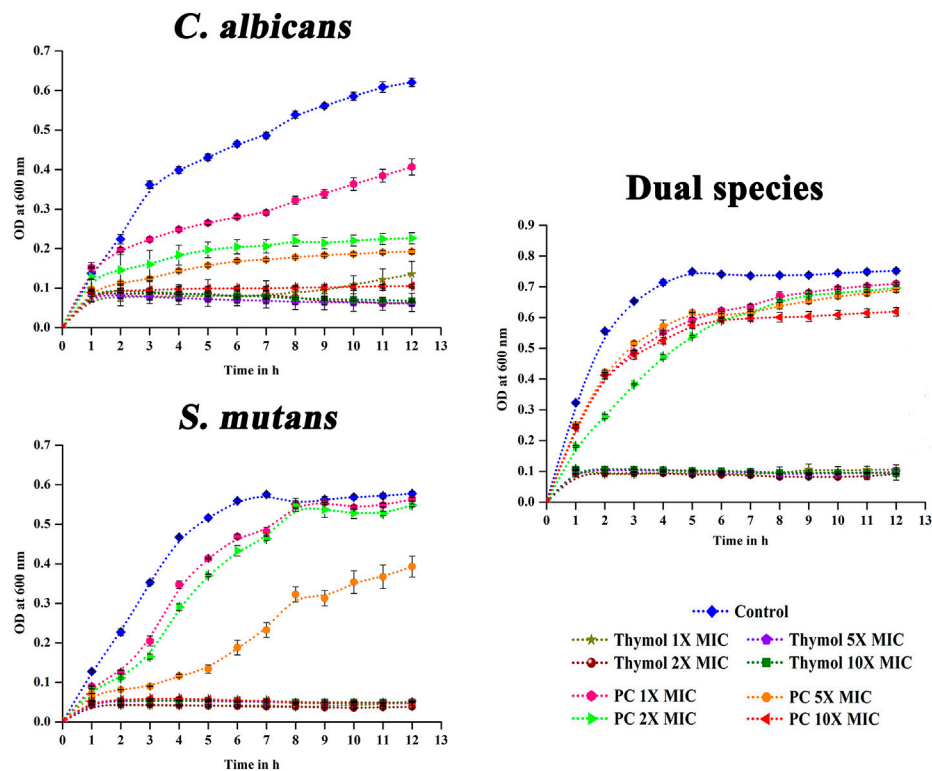 C. albicans
0.7
0.6
0.5
0.4
0.3
0.2
0.1
0.0
OD at 600 nm
0 1 2 3 4 5 6 7 8 9 10 11 12 13
Time in h
S. mutans
0.7
0.6
0.5
0.4
0.3
0.2
0.1
0.0
OD at 600 nm
0 1 2 3 4 5 6 7 8 9 10 11 12 13
Time in h
Dual species
0.9
0.8
0.7
0.6
0.5
0.4
0.3
0.2
0.1
0.0
OD at 600 nm
0 1 2 3 4 5 6 7 8 9 10 11 12 13
Time in h
Control
Thymol 1X MIC Thymol 5X MIC
Thymol 2X MIC Thymol 10X MIC
PC 1X MIC PC 5X MIC
PC 2X MIC PC 10X MIC